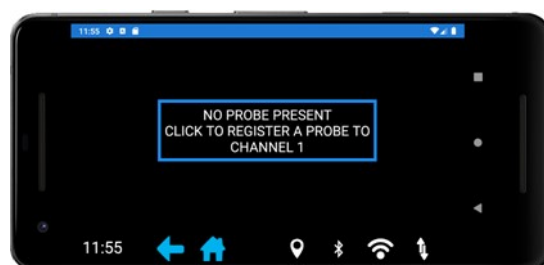 11:55
NO PROBE PRESENT
CLICK TO REGISTER A PROBE TO
CHANNEL 1
11:55